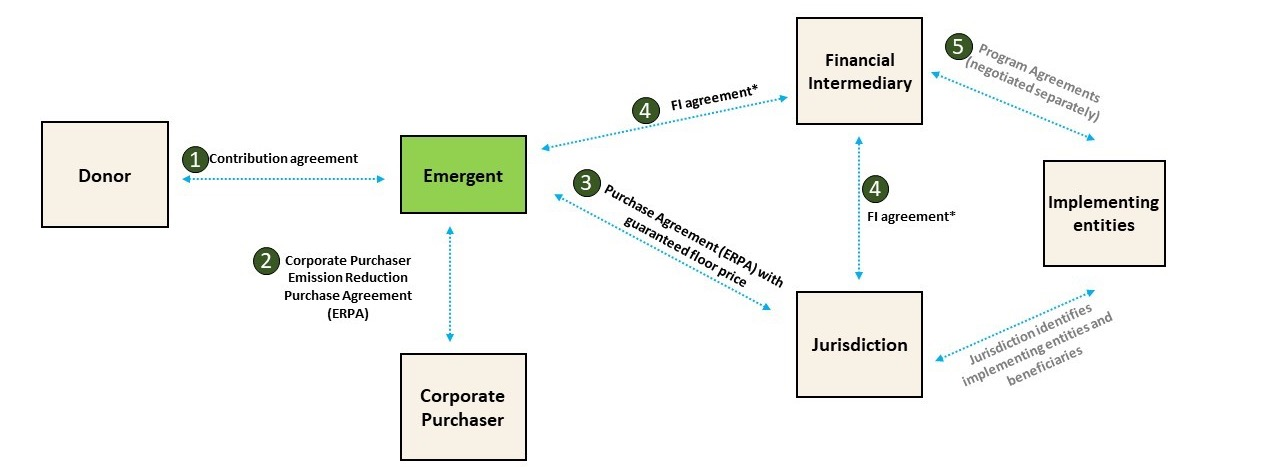 Donor
1
Contribution agreement
Emergent
2
Corporate Purchaser
Emission Reduction
Purchase Agreement
(ERPA)
Corporate
Purchaser
4
FI agreement*
3
Purchase Agreement (ERPA) with
guaranteed floor price
Financial
Intermediary
4
FI agreement*
Jurisdiction
5
Program Agreements
(negotiated separately)
Implementing
entities
Jurisdiction identifies
implementing entities and
beneficiaries